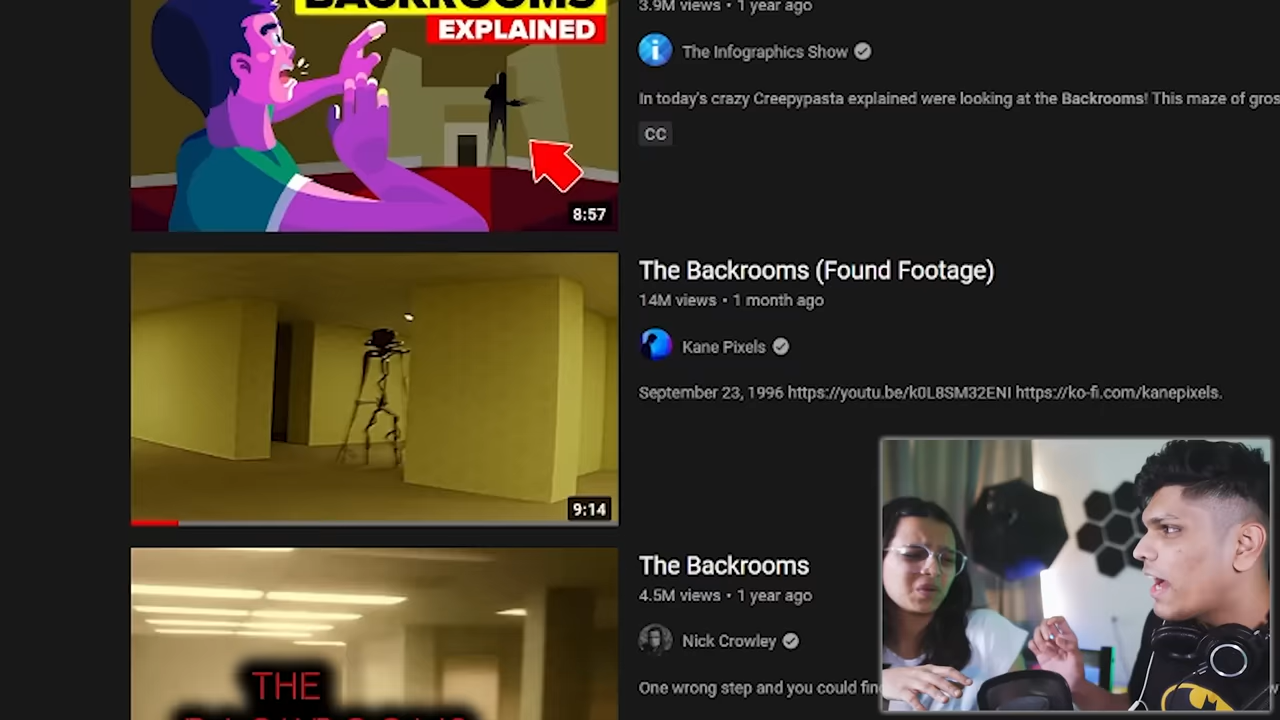 BACKROOMS
EXPLAINED
8:57
3.9M views • 1 year ago
The Infographics Show
In today's crazy Creepypasta explained were looking at the Backrooms! This maze of gros
CC
9:14
The Backrooms (Found Footage)
14M views • 1 month ago
Kane Pixels
September 23, 1996 https://youtu.be/k0L8SM32ENI https://ko-fi.com/kanepixels.
THE
BACKROOMS
The Backrooms
4.5M views • 1 year ago
Nick Crowley
One wrong step and you could fin